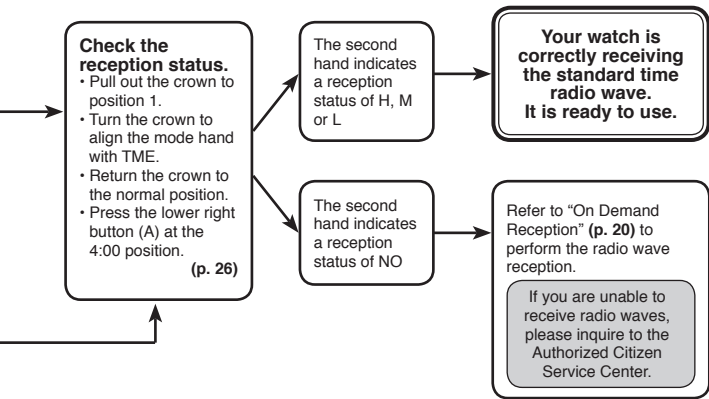 Check the
reception status.
• Pull out the crown to
position 1.
• Turn the crown to
align the mode hand
with TME.
• Return the crown to
the normal position.
• Press the lower right
button (A) at the
4:00 position.
(p. 26)
The second
hand indicates
a reception
status of H, M
or L
Your watch is
correctly receiving
the standard time
radio wave.
It is ready to use.
The second
hand indicates
a reception
status of NO
Refer to “On Demand
Reception” (p. 20) to
perform the radio wave
reception.
If you are unable to
receive radio waves,
please inquire to the
Authorized Citizen
Service Center.